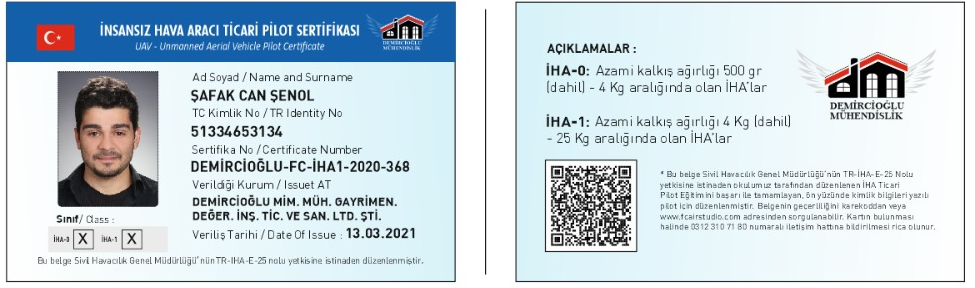 İNSANSIZ HAVA ARACI TİCARİ PİLOT SERTİFİKASI
UAV - Unmanned Aerial Vehicle Pilot Certificate
DEMİRCİOĞLU
MÜHENDİSLİK
Ad Soyad / Name and Surname
ŞAFAK CAN ŞENOL
TC Kimlik No / TR Identity No
51334653134
Sertifika No / Certificate Number
DEMİRCİOĞLU-FC-İHA1-2020-368
Verildiği Kurum / Issuet AT
DEMİRCİOĞLU MİM. MÜH. GAYRİMEN.
DEĞER. İNŞ. TİC. VE SAN. LTD. ŞTİ.
Veriliş Tarihi / Date Of Issue : 13.03.2021
Sınıf / Class :
İHA-0 X İHA-1 X
Bu belge Sivil Havacılık Genel Müdürlüğü'nün TR-IHA-E-25 nolu yetkisine istinaden düzenlenmiştir.
AÇIKLAMALAR :
İHA-0: Azami kalkış ağırlığı 500 gr
(dahil) - 4 Kg aralığında olan İHA'lar
İHA-1: Azami kalkış ağırlığı 4 Kg (dahil)
- 25 Kg aralığında olan İHA'lar
DEMİRCİOĞLU
MÜHENDİSLİK
* Bu belge Sivil Havacılık Genel Müdürlüğü'nün TR-İHA-E-25 Nolu
yetkisine istinaden okulumuz tarafından düzenlenen İHA Ticari
Pilot Eğitimini başarı ile tamamlayan, ön yüzünde kimlik bilgileri yazılı
pilot için düzenlenmiştir. Belgenin geçerliliğini karekoddan veya
www.fcairstudio.com adresinden sorgulanabilir. Kartın bulunması
halinde 0312 310 71 80 numaralı iletişim hattına bildirilmesi rica olunur.